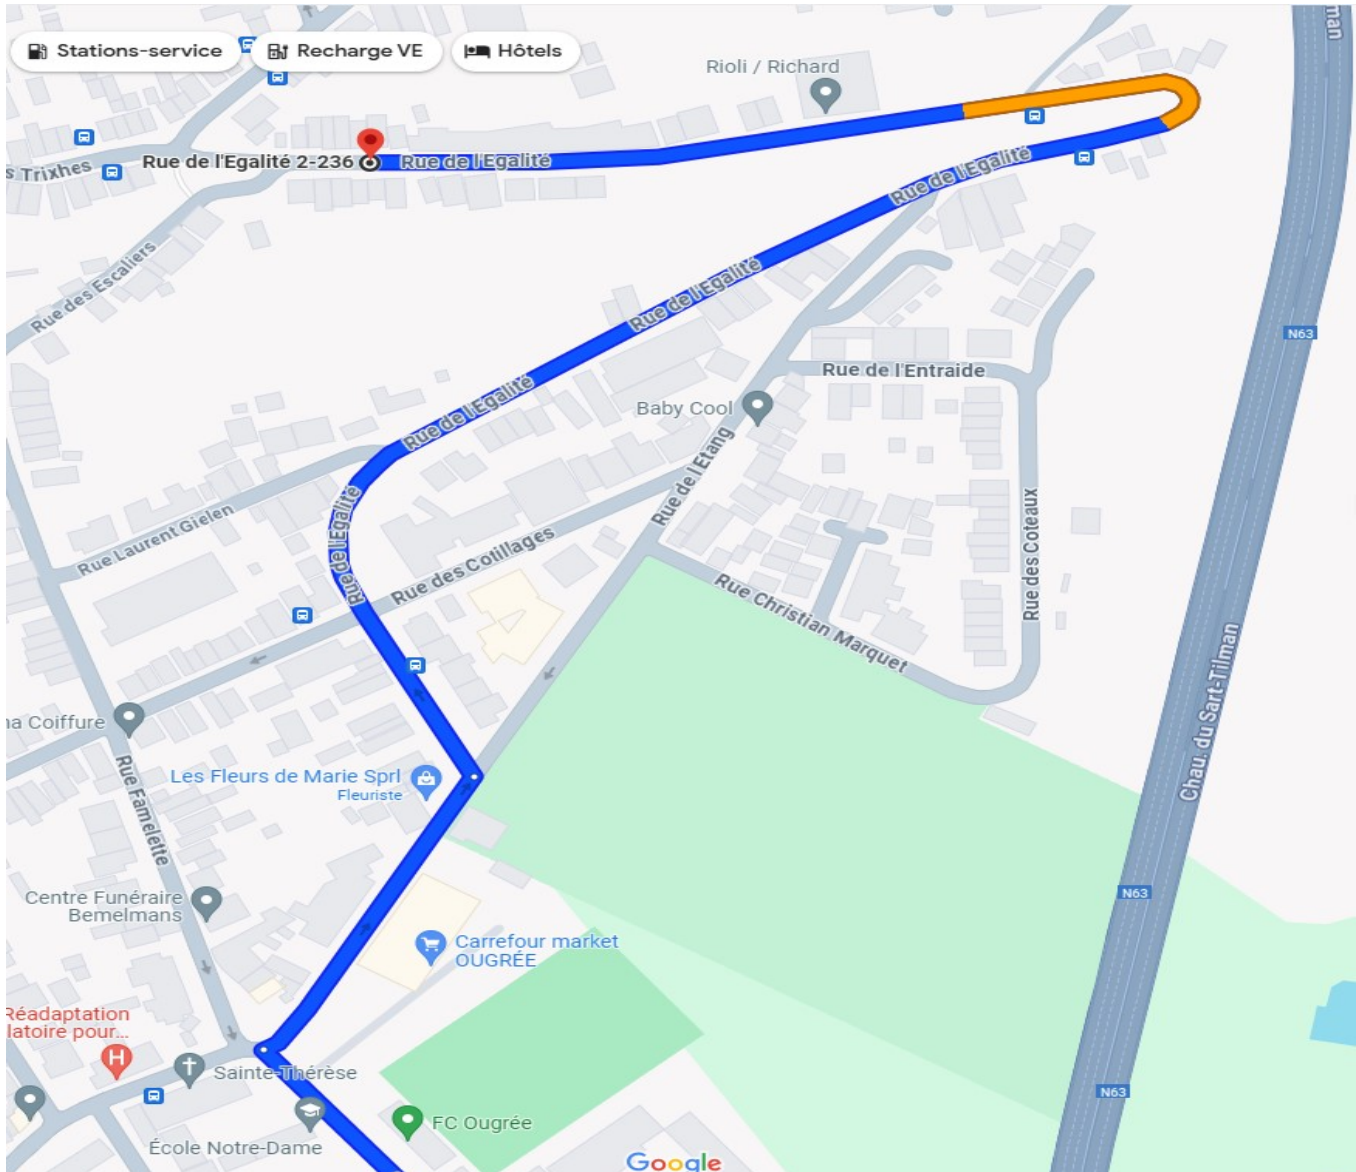 Stations-service
Recharge VE
Hôtels
man
Rioli / Richard
s Trixhes
Rue de l'Egalité 2-236
Rue de l'Egalité
Rue de l'Egalité
Rue des Escaliers
Rue de l'Egalité
N63
Rue de l'Entraide
Rue de l'Egalité
Baby Cool
Rue de l'Etang
Rue Laurent Gielen
Rue de l'Egalité
Rue des Cotillages
Rue des Coteaux
Rue Christian Marquet
Chau. du Sart-Tilman
na Coiffure
Rue Famelette
Les Fleurs de Marie Sprl
Fleuriste
Centre Funéraire
Bemelmans
N63
Carrefour market
OUGRÉE
Réadaptation
latoire pour...
H
Sainte-Thérèse
N63
FC Ougrée
École Notre-Dame
Google